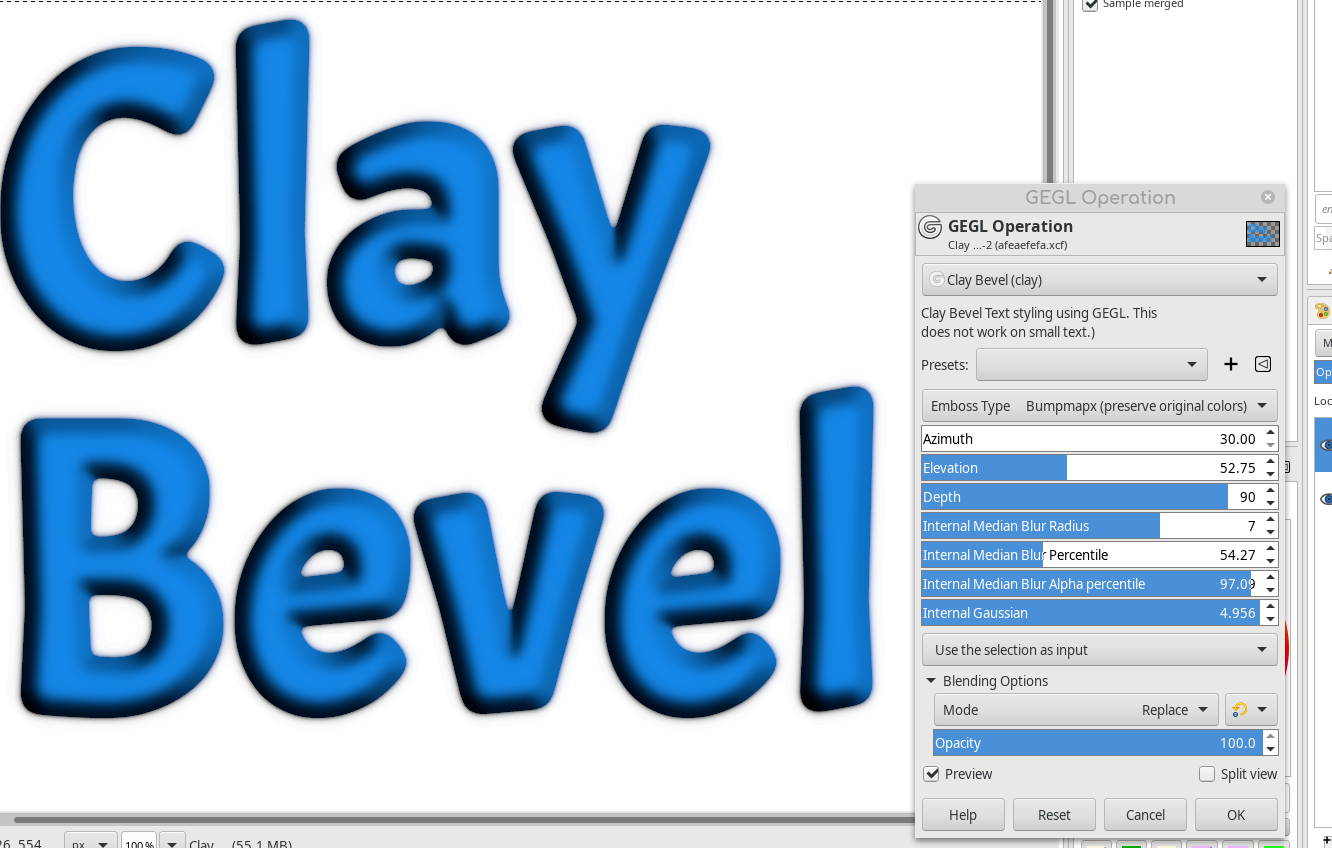 Sample merged
Clay
Bevel
GEGL Operation
GEGL Operation
Clay ...-2 (afeaefefa.xcf)
Clay Bevel (clay)
Clay Bevel Text styling using GEGL. This
does not work on small text.)
Presets:
Emboss Type Bumpmapx (preserve original colors)
Azimuth 30.00
Elevation 52.75
Depth 90
Internal Median Blur Radius 7
Internal Median Blur Percentile 54.27
Internal Median Blur Alpha percentile 97.09
Internal Gaussian 4.956
Use the selection as input
Blending Options
Mode Replace
Opacity 100.0
Preview Split view
Help Reset Cancel OK
en
Spa
M
Op
Loc
26, 554 px 100 % Clay (55.1 MB)